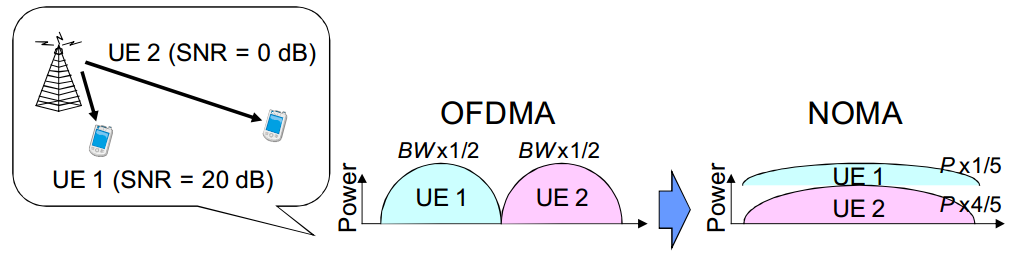 UE 2 (SNR = 0 dB)
UE 1 (SNR = 20 dB)
OFDMA
BWx1/2 BWx1/2
Power
UE 1 UE 2
NOMA
Power
UE 1 Px1/5
UE 2 Px4/5